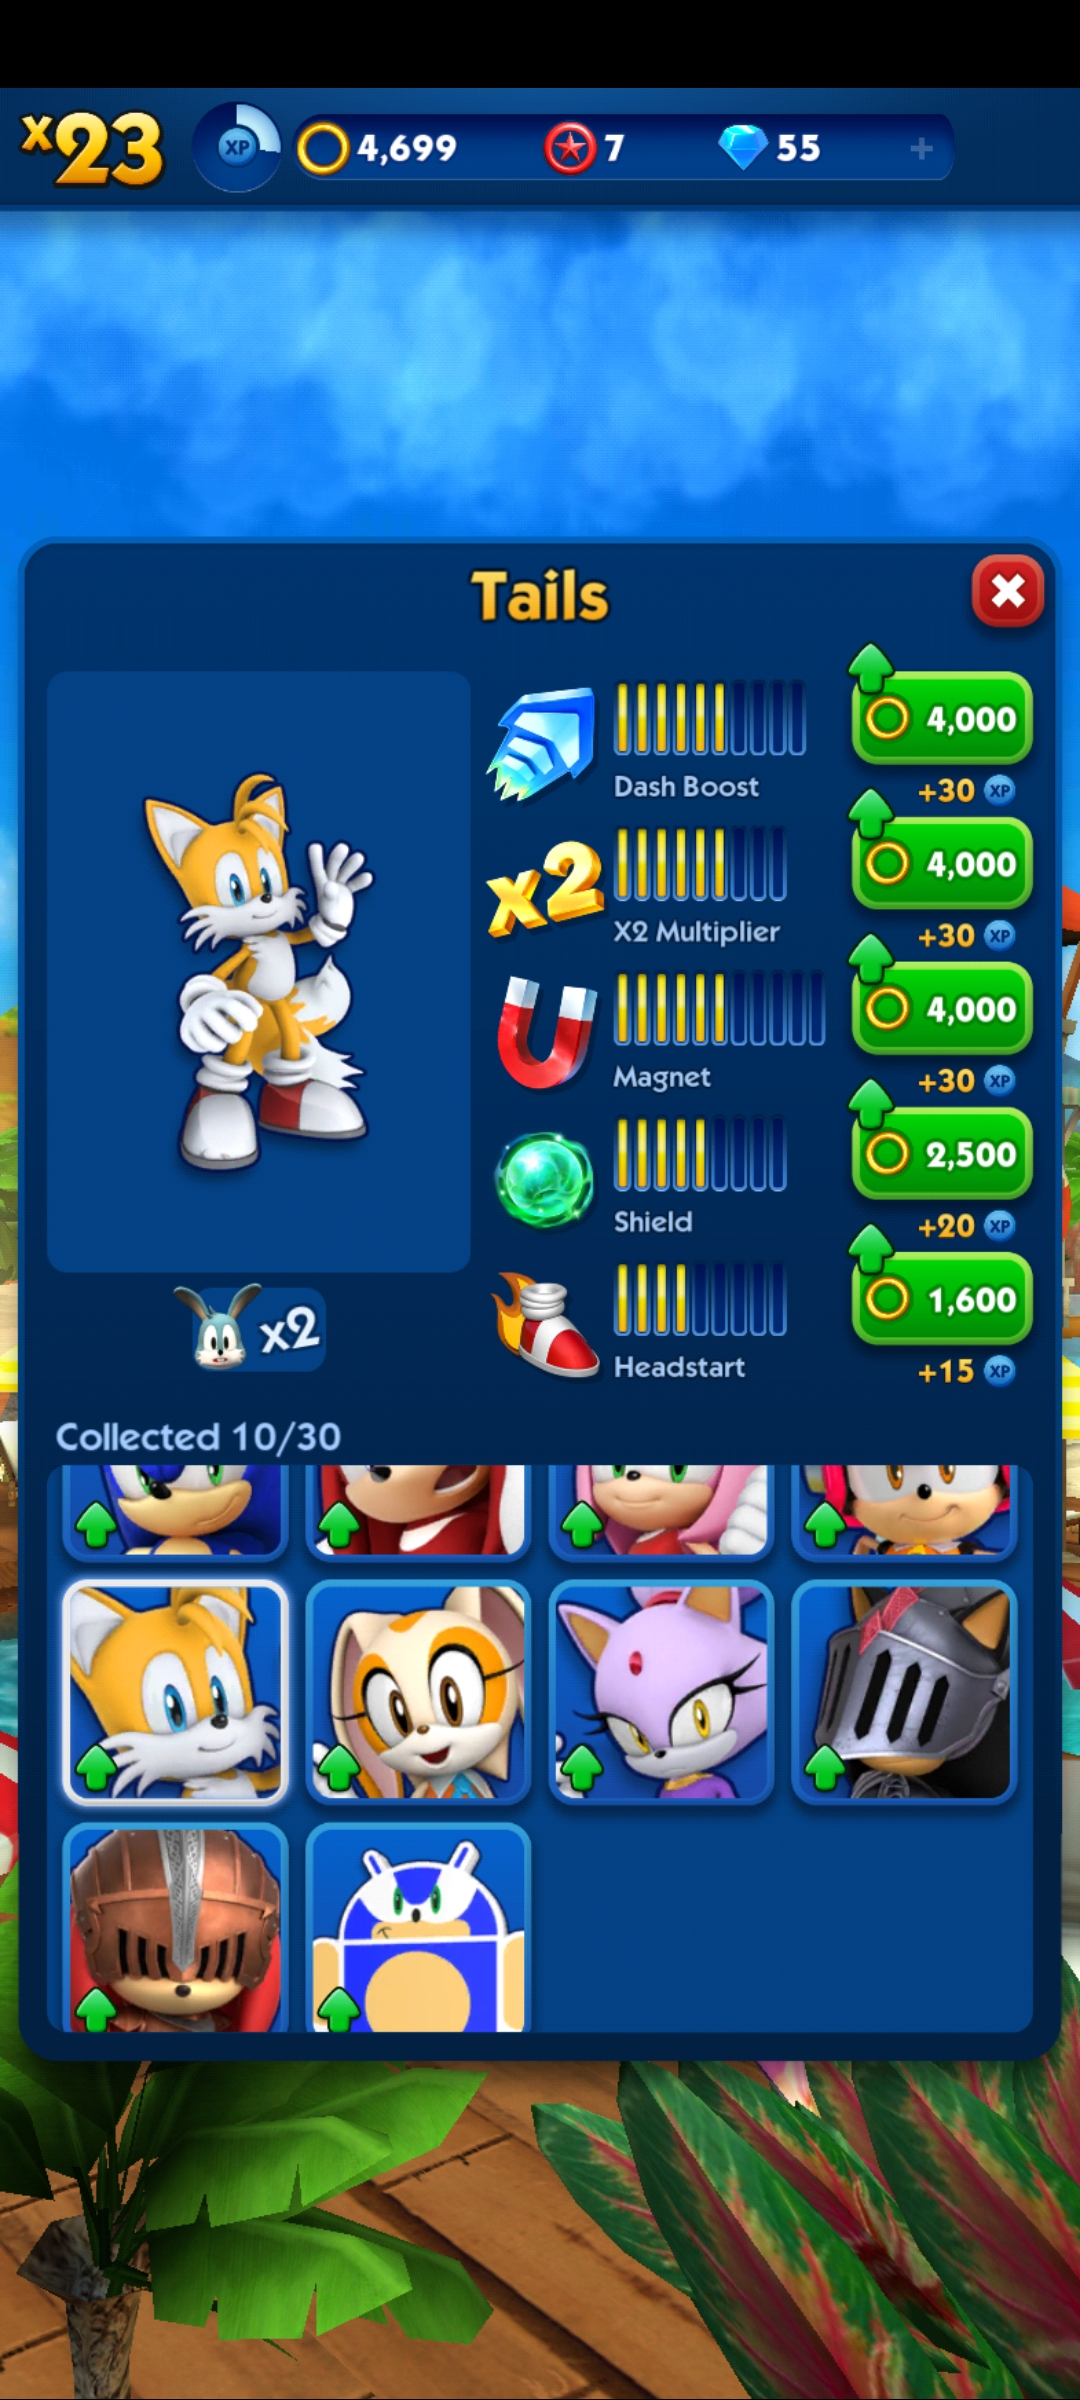 x23 XP 4,699 7 55 +
Tails
4,000
Dash Boost
+30 XP
x2
4,000
X2 Multiplier
+30 XP
4,000
Magnet
+30 XP
2,500
Shield
+20 XP
1,600
x2
Headstart
+15 XP
Collected 10/30